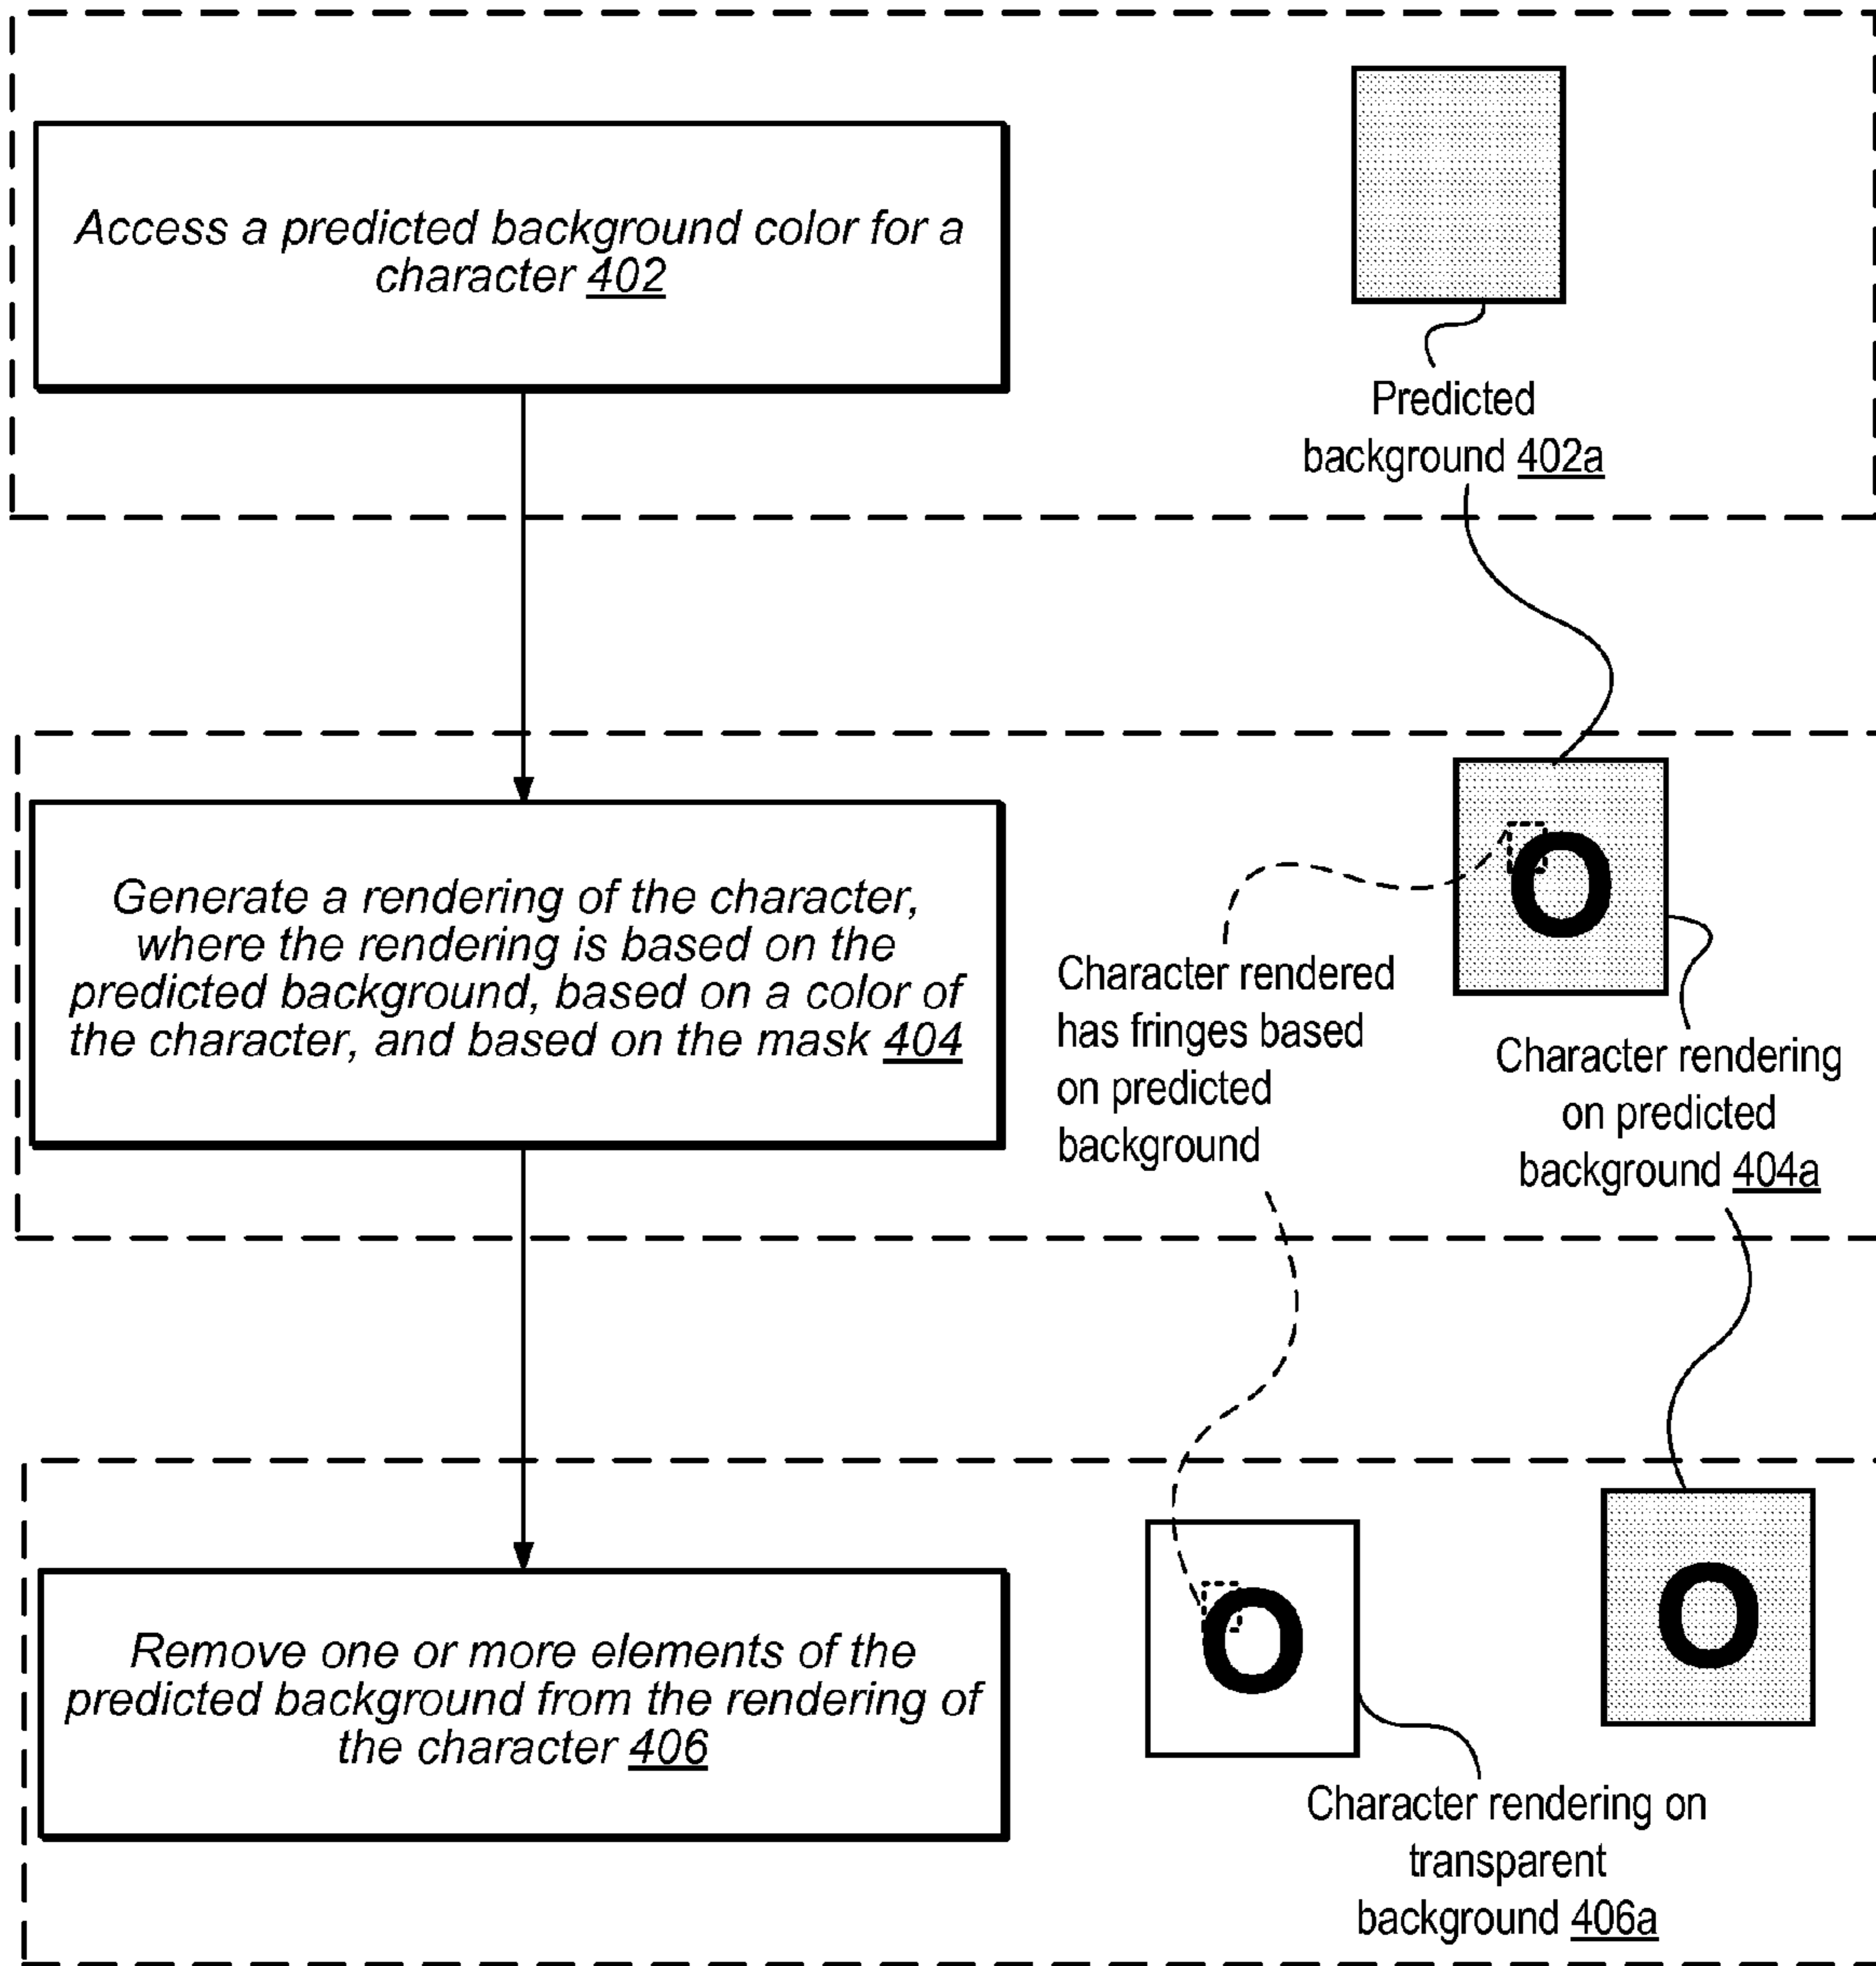 Access a predicted background color for a
character 402
Predicted
background 402a
Generate a rendering of the character,
where the rendering is based on the
predicted background, based on a color of
the character, and based on the mask 404
Character rendered
has fringes based
on predicted
background
O
Character rendering
on predicted
background 404a
Remove one or more elements of the
predicted background from the rendering of
the character 406
O
O
Character rendering on
transparent
background 406a